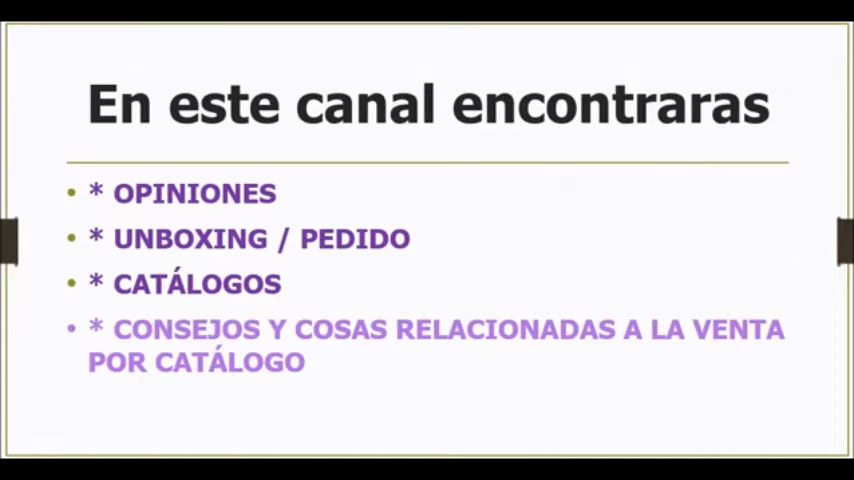 En este canal encontraras
• * OPINIONES
• * UNBOXING / PEDIDO
• * CATÁLOGOS
• * CONSEJOS Y COSAS RELACIONADAS A LA VENTA
POR CATÁLOGO